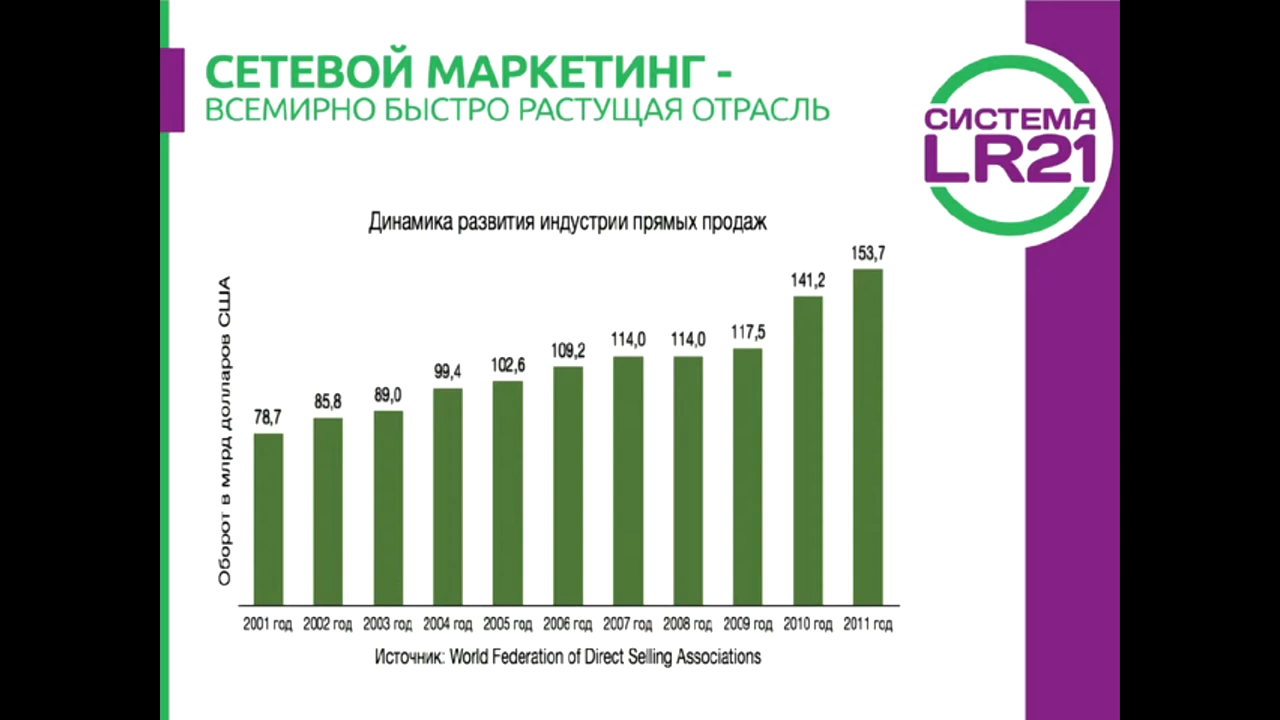 СЕТЕВОЙ МАРКЕТИНГ -
ВСЕМИРНО БЫСТРО РАСТУЩАЯ ОТРАСЛЬ
СИСТЕМА
LR21
Динамика развития индустрии прямых продаж
Оборот в млрд долларов США
78,7
85,8
89,0
99,4
102,6
109,2
114,0
114,0
117,5
141,2
153,7
2001 год 2002 год 2003 год 2004 год 2005 год 2006 год 2007 год 2008 год 2009 год 2010 год 2011 год
Источник: World Federation of Direct Selling Associations